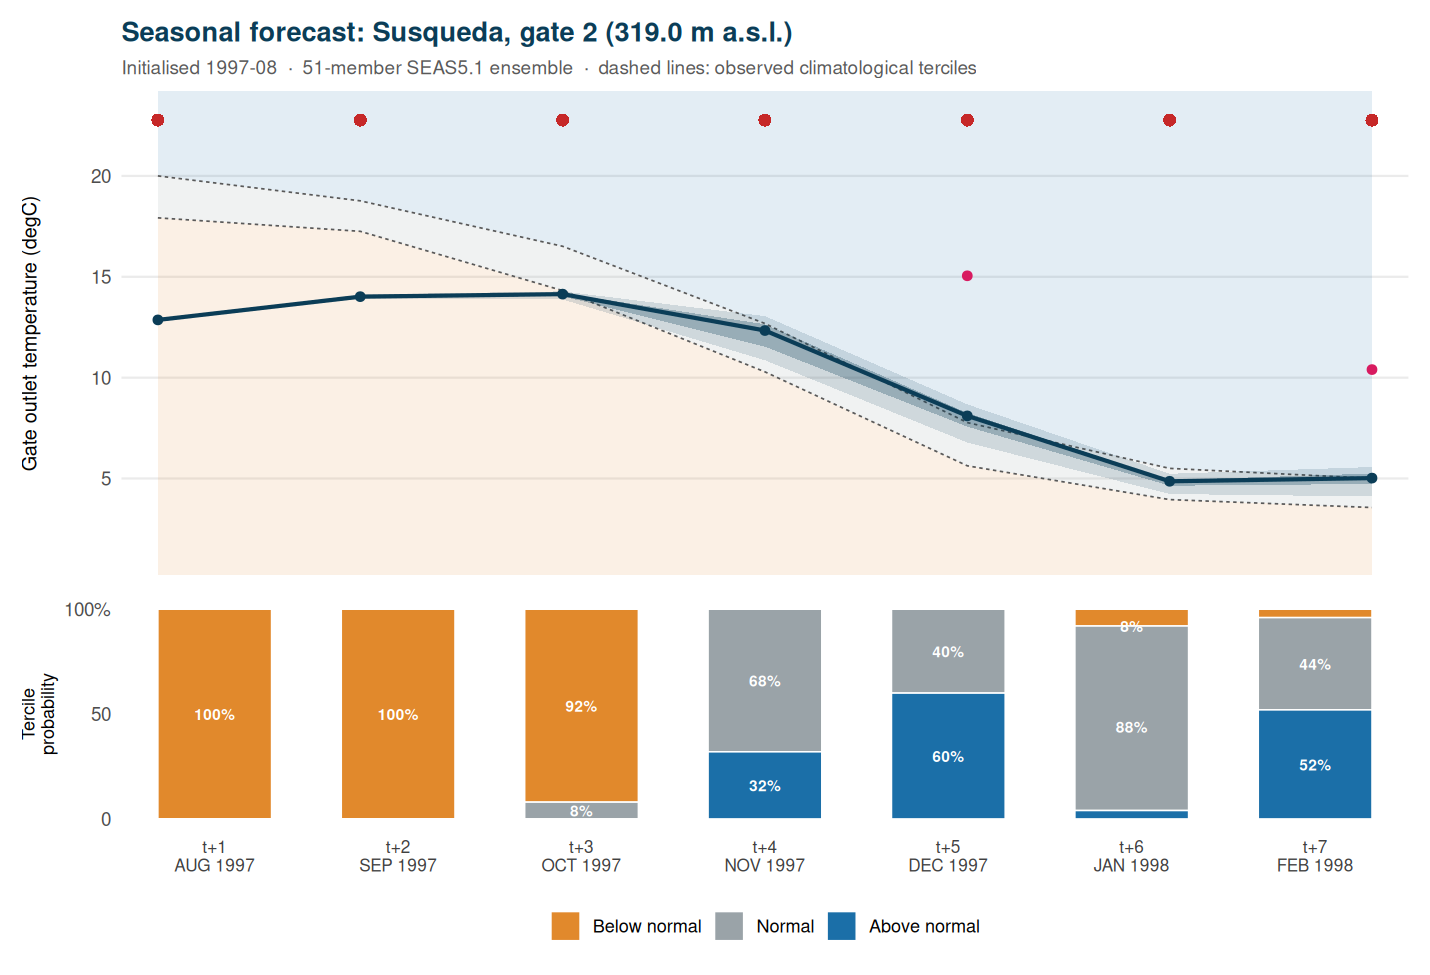 Seasonal forecast: Susqueda, gate 2 (319.0 m a.s.l.)
Initialised 1997-08 · 51-member SEAS5.1 ensemble · dashed lines: observed climatological terciles
Gate outlet temperature (degC)
20
15
10
5
Tercile
probability
100%
50
0
100%
100%
92%
8%
68%
32%
40%
60%
8%
88%
44%
52%
t+1
AUG 1997
t+2
SEP 1997
t+3
OCT 1997
t+4
NOV 1997
t+5
DEC 1997
t+6
JAN 1998
t+7
FEB 1998
Below normal
Normal
Above normal